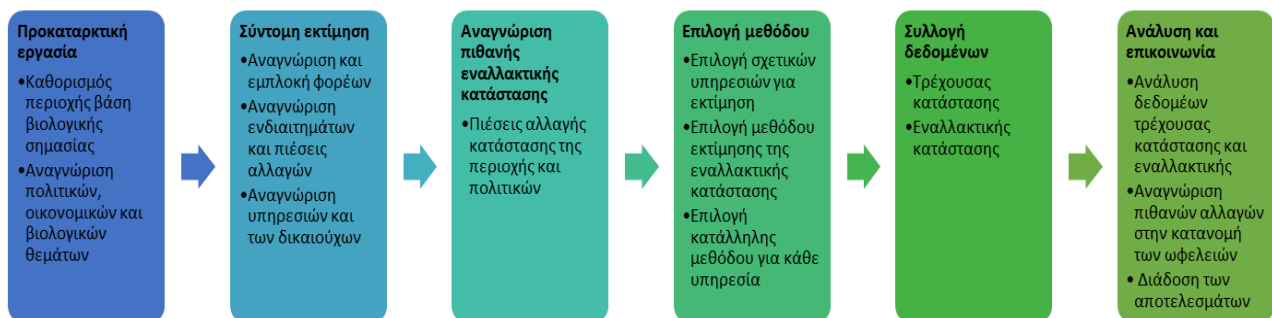 Προκαταρκτική
εργασία
•Καθορισμός
περιοχής βάση
βιολογικής
σημασίας
•Αναγνώριση
πολιτικών,
οικονομικών και
βιολογικών
θεμάτων
Σύντομη εκτίμηση
•Αναγνώριση και
εμπλοκή φορέων
•Αναγνώριση
ενδιαιτημάτων
και πιέσεις
αλλαγών
•Αναγνώριση
υπηρεσιών και
των δικαιούχων
Αναγνώριση
πιθανής
εναλλακτικής
κατάστασης
•Πιέσεις αλλαγής
κατάστασης της
περιοχής και
πολιτικών
Επιλογή μεθόδου
•Επιλογή σχετικών
υπηρεσιών για
εκτίμηση
•Επιλογή μεθόδου
εκτίμησης της
εναλλακτικής
κατάστασης
•Επιλογή
κατάλληλης
μεθόδου για κάθε
υπηρεσία
Συλλογή
δεδομένων
•Τρέχουσας
κατάστασης
•Εναλλακτικής
κατάστασης
Ανάλυση και
επικοινωνία
•Ανάλυση
δεδομέων
τρέχουσας
κατάστασης και
εναλλακτικής
•Αναγνώριση
πιθανών αλλαγών
στην κατανομή
των ωφελειών
• Διάδοση των
αποτελεσμάτων